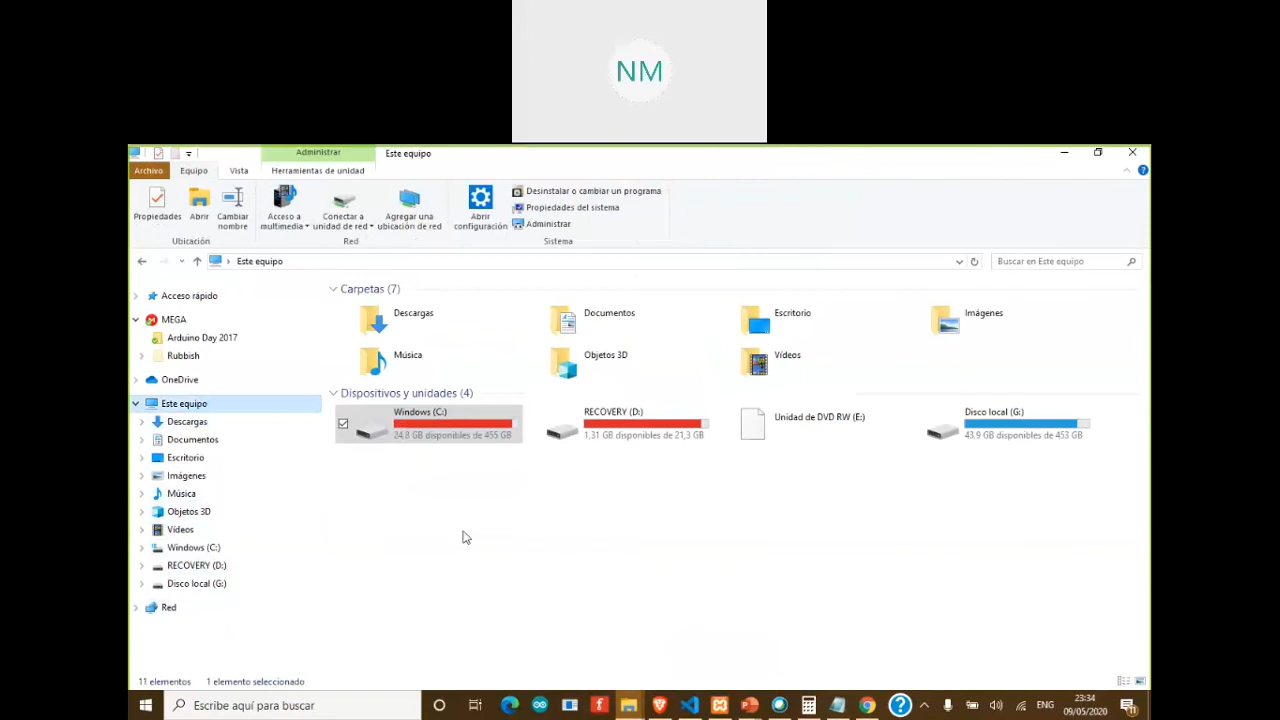 NM
Administrar
Este equipo
Archivo
Equipo
Vista
Herramientas de unidad
Propiedades
Abrir
Cambiar
nombre
Ubicación
Acceso a
multimedia
Conectar a
unidad de red
Agregar una
ubicación de red
Red
Abrir
configuración
Desinstalar o cambiar un programa
Propiedades del sistema
Administrar
Sistema
Este equipo
Buscar en Este equipo
Acceso rápido
MEGA
Arduino Day 2017
Rubbish
OneDrive
Este equipo
Descargas
Documentos
Escritorio
Imágenes
Música
Objetos 3D
Vídeos
Windows (C:)
RECOVERY (D:)
Disco local (G:)
Red
Carpetas (7)
Descargas
Documentos
Escritorio
Imágenes
Música
Objetos 3D
Vídeos
Dispositivos y unidades (4)
Windows (C:)
24,8 GB disponibles de 455 GB
RECOVERY (D:)
1,31 GB disponibles de 21,3 GB
Unidad de DVD RW (E:)
Disco local (G:)
43,9 GB disponibles de 453 GB
11 elementos
1 elemento seleccionado
Escribe aquí para buscar
ENG
23:34
09/05/2020
11